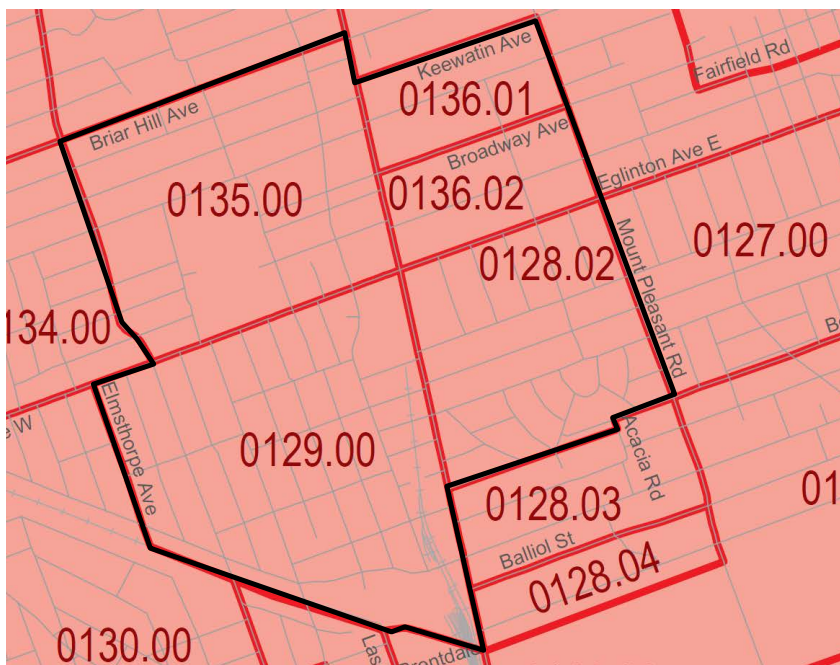 Keewatin Ave
Fairfield Rd
0136.01
Briar Hill Ave
Broadway Ave
Eglinton Ave E
0135.00
0136.02
0127.00
0128.02
Mount Pleasant Rd
134.00
Elmsthorpe Ave
e W
0129.00
Acacia Rd
01
0128.03
Balliol St
0128.04
0130.00